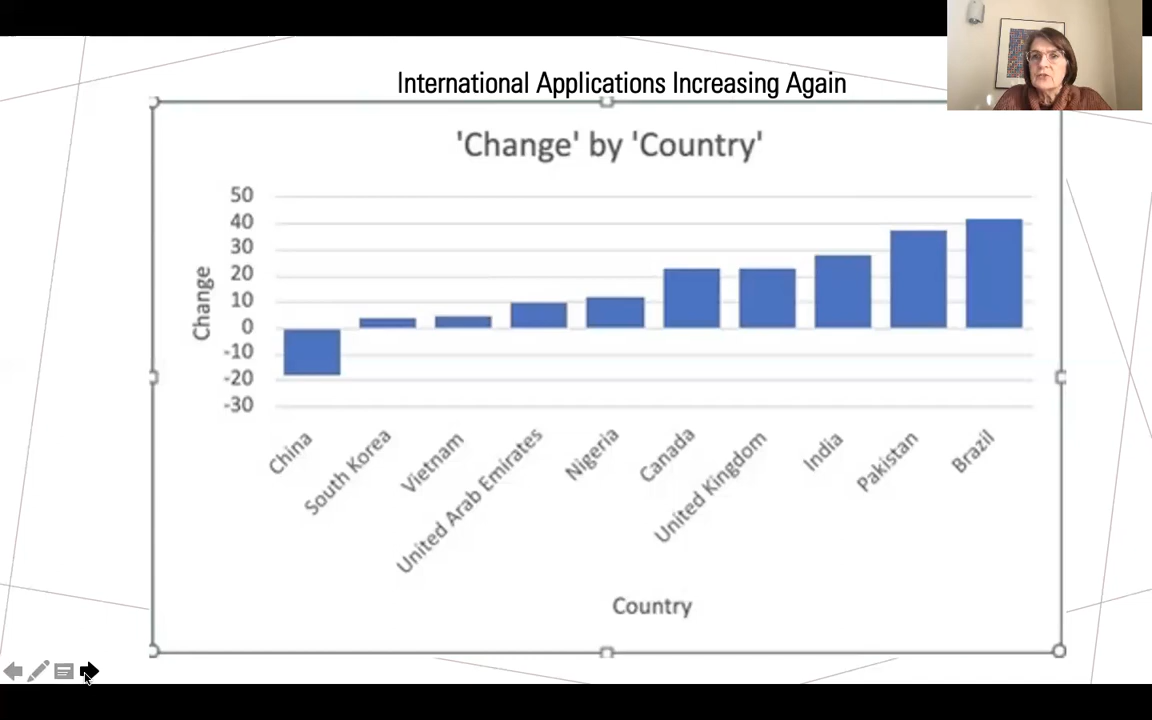 International Applications Increasing Again
'Change' by 'Country'
50
40
30
20
10
0
-10
-20
-30
Change
China
South Korea
Vietnam
United Arab Emirates
Nigeria
Canada
United Kingdom
India
Pakistan
Brazil
Country